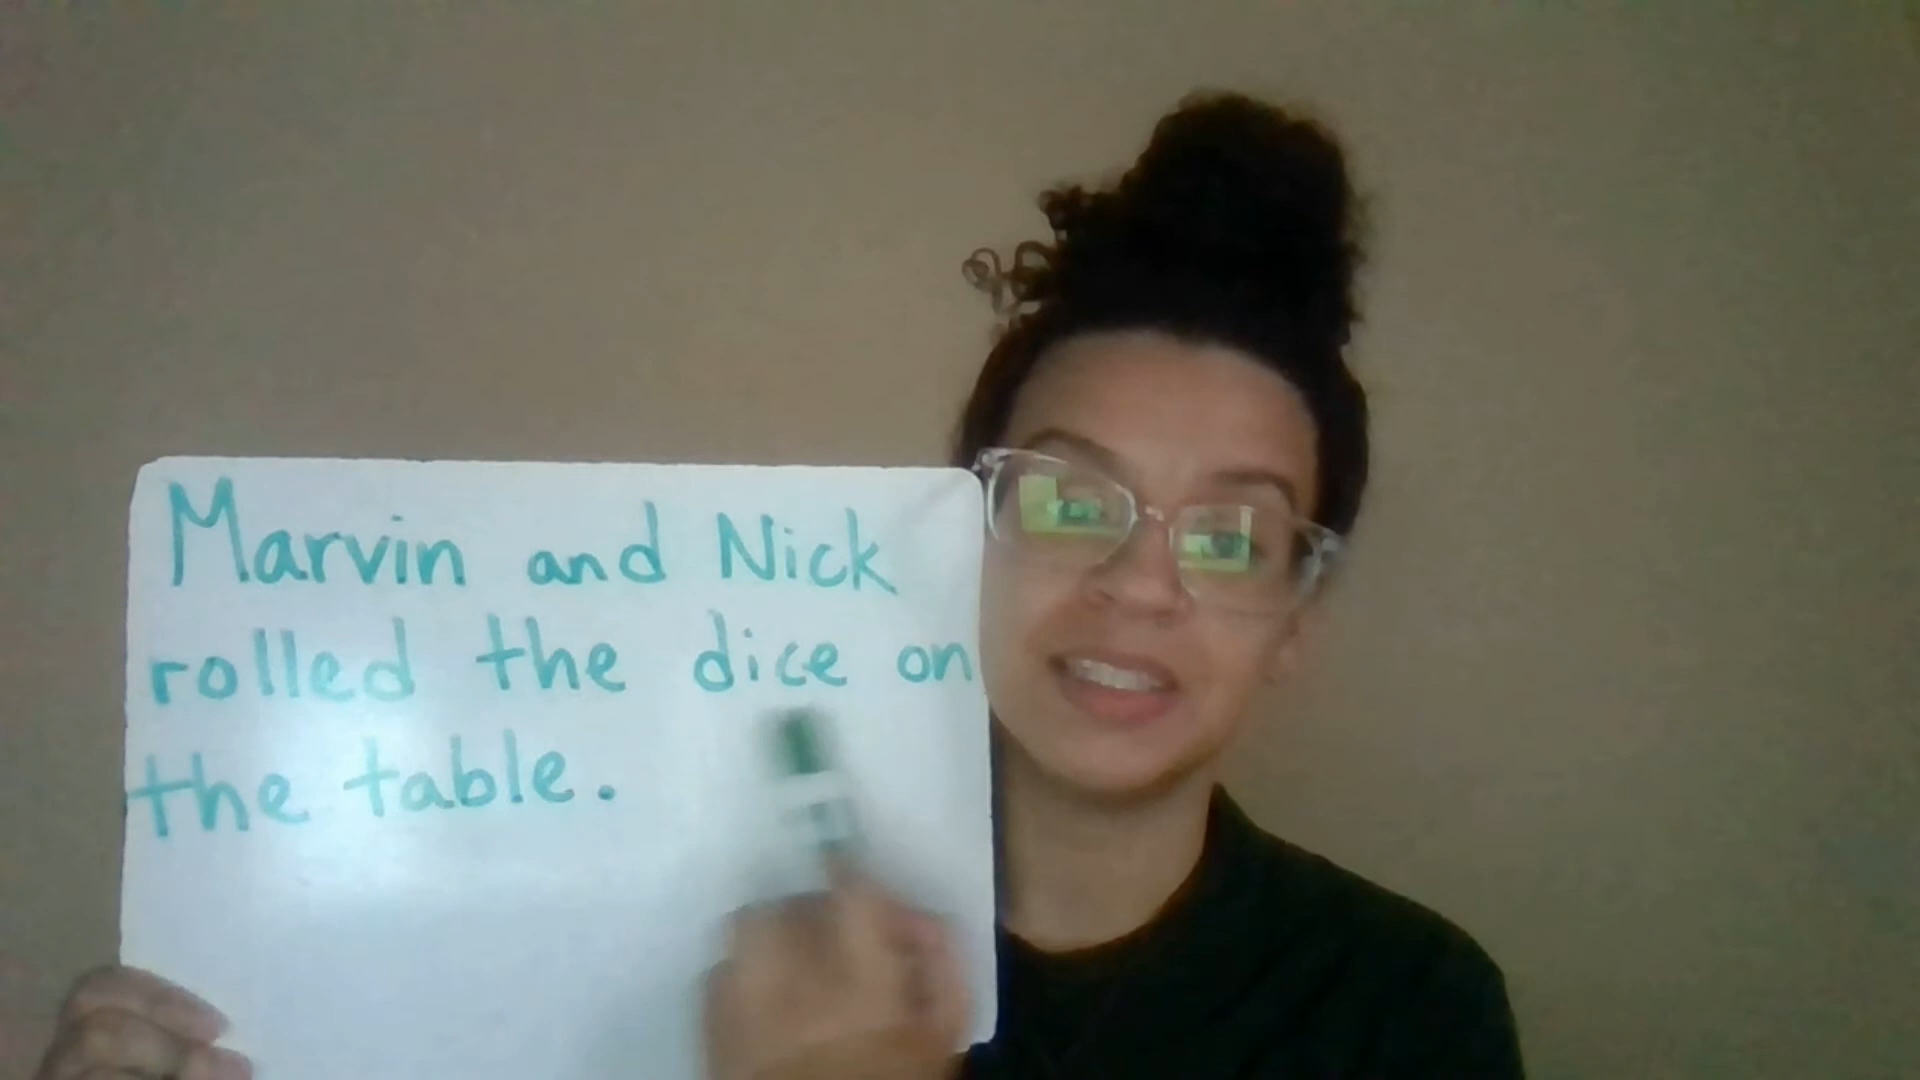 Marvin and Nick
rolled the dice on
the table.